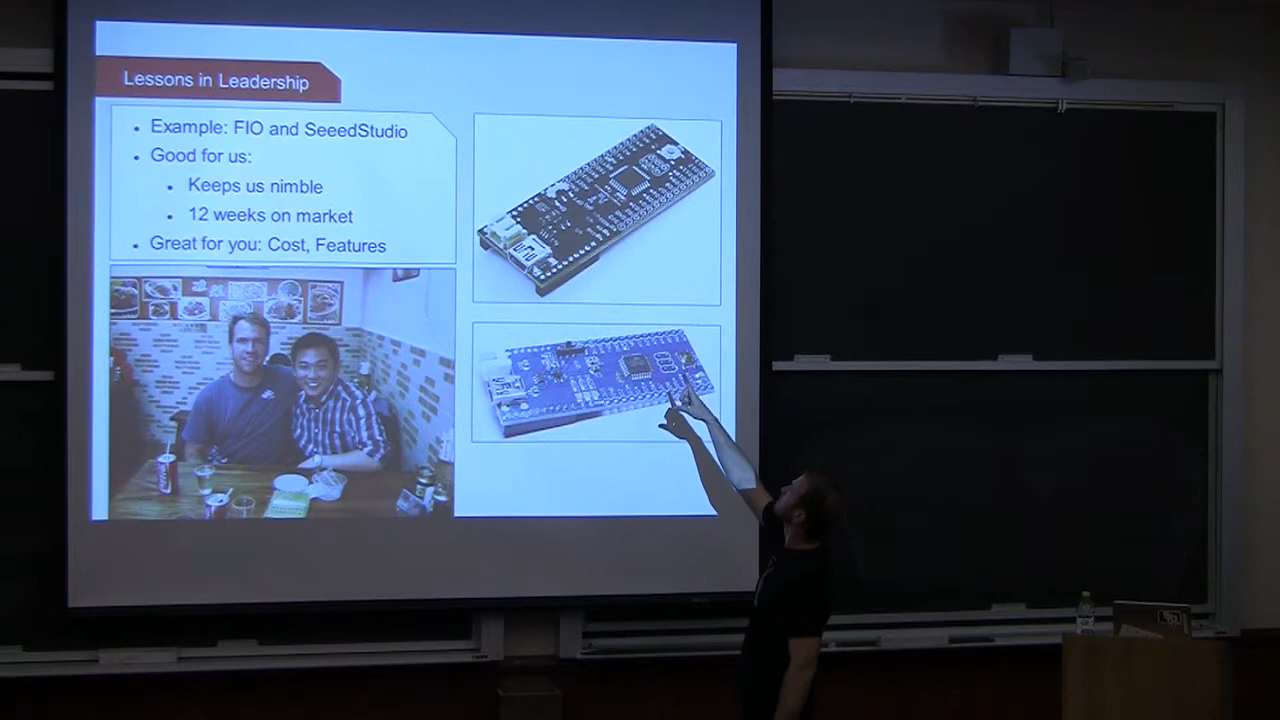 Lessons in Leadership
Example: FIO and SeeedStudio
Good for us:
Keeps us nimble
12 weeks on market
Great for you: Cost, Features